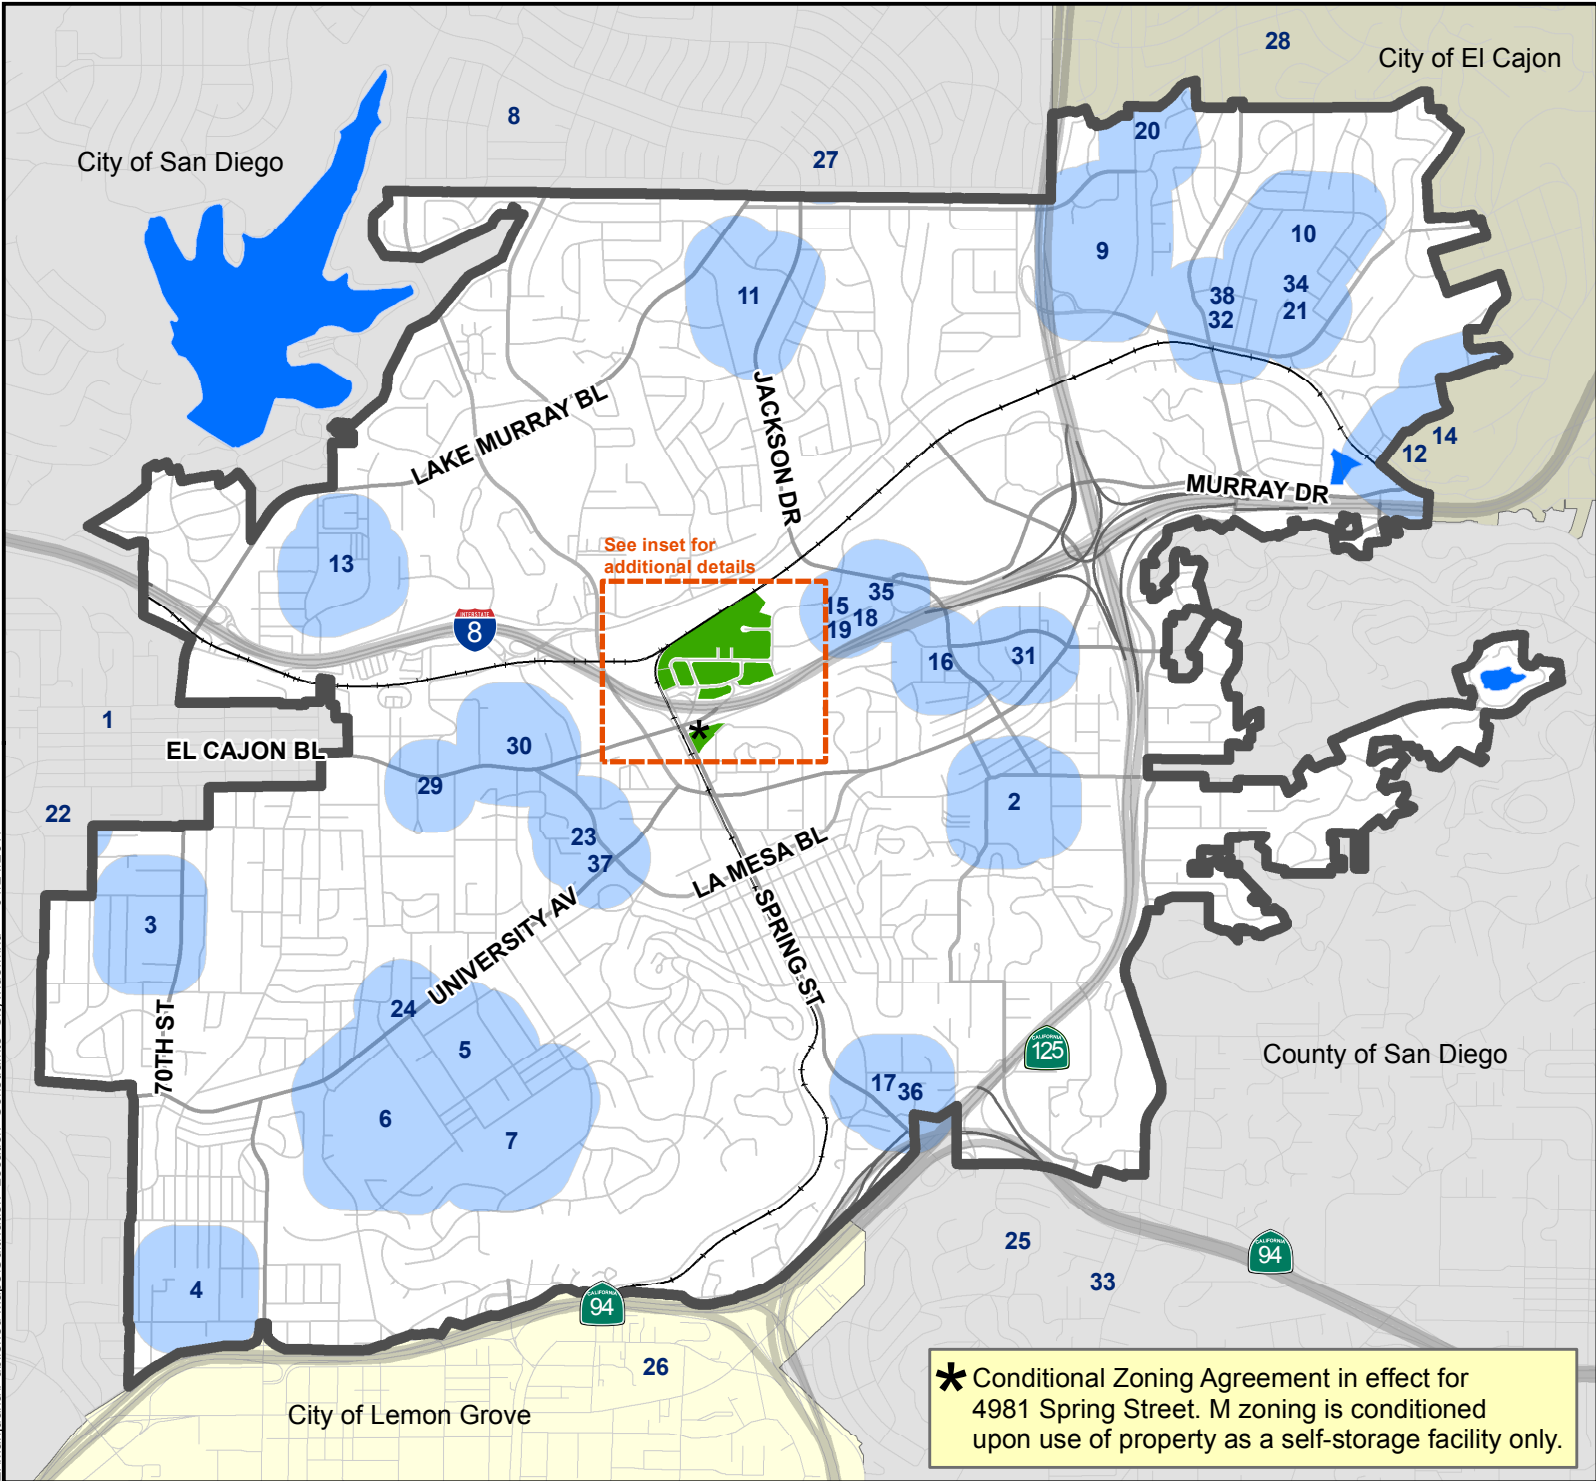 28
City of El Cajon
8
20
City of San Diego
27
10
9
34
38
21
32
11
JACKSON DR
LAKE MURRAY BL
14
12
MURRAY DR
See inset for
additional details
13
35
15
18
19
INTERSTATE
8
16
31
1
EL CAJON BL
30
29
2
22
23
37
LA MESA BL
UNIVERSITY AV
SPRING ST
3
24
70TH ST
5
CALIFORNIA
125
County of San Diego
17
36
6
7
25
CALIFORNIA
94
33
4
CALIFORNIA
94
26
City of Lemon Grove
* Conditional Zoning Agreement in effect for
4981 Spring Street. M zoning is conditioned
upon use of property as a self-storage facility only.
*